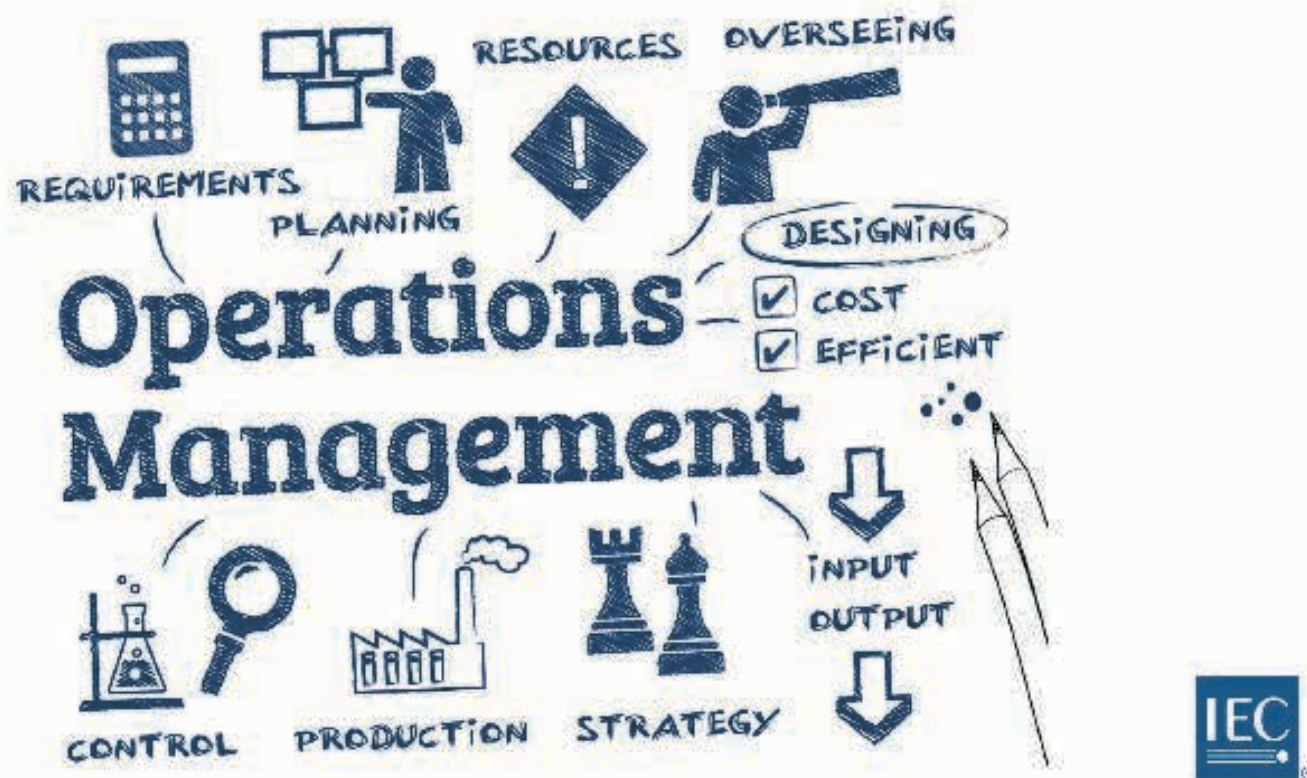 RESOURCES
OVERSEEiNG
REQUiREMENTS
PLANNiNG
DESiGNiNG
Operations
COST
EFFiCiENT
Management
iNPUT
OUTPUT
CONTROL
PRODUCTiON
STRATEGY
IEC